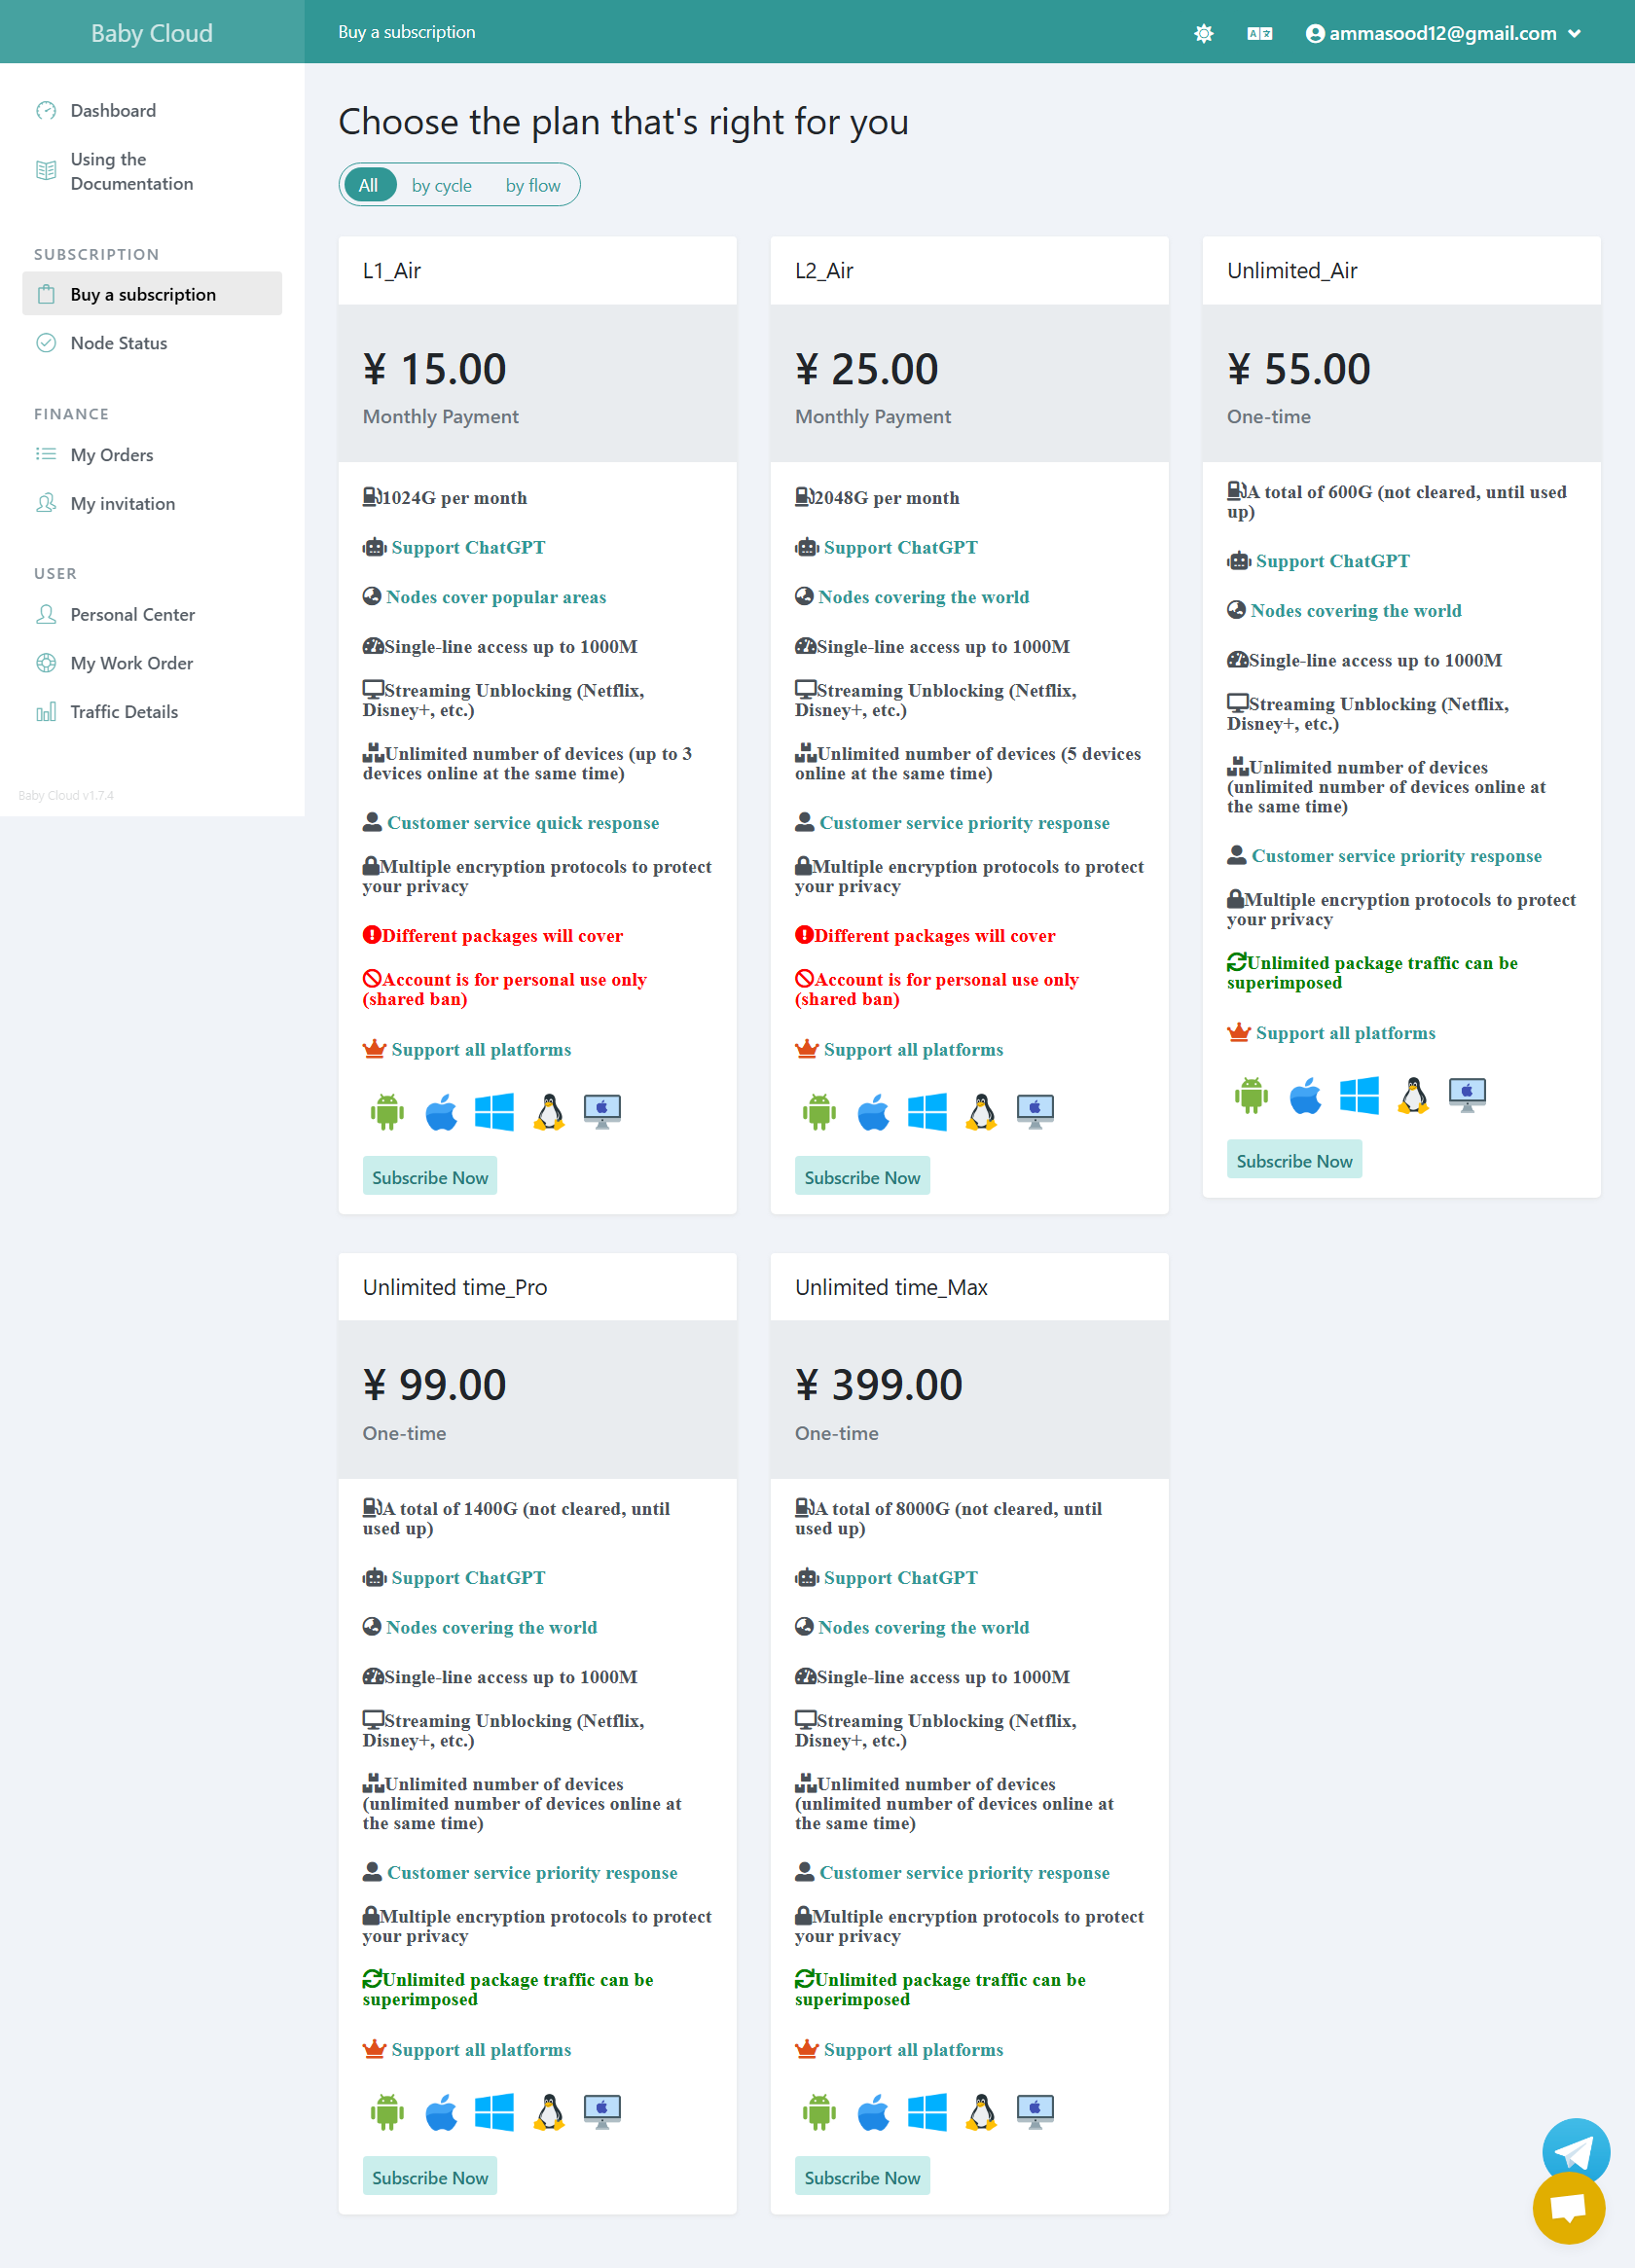 Baby Cloud
Buy a subscription
ammasood12@gmail.com
Dashboard
Using the
Documentation
SUBSCRIPTION
Buy a subscription
Node Status
FINANCE
My Orders
My invitation
USER
Personal Center
My Work Order
Traffic Details
Baby Cloud v1.7.4
Choose the plan that's right for you
All by cycle by flow
L1_Air
¥ 15.00
Monthly Payment
1024G per month
Support ChatGPT
Nodes cover popular areas
Single-line access up to 1000M
Streaming Unblocking (Netflix,
Disney+, etc.)
Unlimited number of devices (up to 3
devices online at the same time)
Customer service quick response
Multiple encryption protocols to protect
your privacy
Different packages will cover
Account is for personal use only
(shared ban)
Support all platforms
Subscribe Now
L2_Air
¥ 25.00
Monthly Payment
2048G per month
Support ChatGPT
Nodes covering the world
Single-line access up to 1000M
Streaming Unblocking (Netflix,
Disney+, etc.)
Unlimited number of devices (5 devices
online at the same time)
Customer service priority response
Multiple encryption protocols to protect
your privacy
Different packages will cover
Account is for personal use only
(shared ban)
Support all platforms
Subscribe Now
Unlimited_Air
¥ 55.00
One-time
A total of 600G (not cleared, until used
up)
Support ChatGPT
Nodes covering the world
Single-line access up to 1000M
Streaming Unblocking (Netflix,
Disney+, etc.)
Unlimited number of devices
(unlimited number of devices online at
the same time)
Customer service priority response
Multiple encryption protocols to protect
your privacy
Unlimited package traffic can be
superimposed
Support all platforms
Subscribe Now
Unlimited time_Pro
¥ 99.00
One-time
A total of 1400G (not cleared, until
used up)
Support ChatGPT
Nodes covering the world
Single-line access up to 1000M
Streaming Unblocking (Netflix,
Disney+, etc.)
Unlimited number of devices
(unlimited number of devices online at
the same time)
Customer service priority response
Multiple encryption protocols to protect
your privacy
Unlimited package traffic can be
superimposed
Support all platforms
Subscribe Now
Unlimited time_Max
¥ 399.00
One-time
A total of 8000G (not cleared, until
used up)
Support ChatGPT
Nodes covering the world
Single-line access up to 1000M
Streaming Unblocking (Netflix,
Disney+, etc.)
Unlimited number of devices
(unlimited number of devices online at
the same time)
Customer service priority response
Multiple encryption protocols to protect
your privacy
Unlimited package traffic can be
superimposed
Support all platforms
Subscribe Now